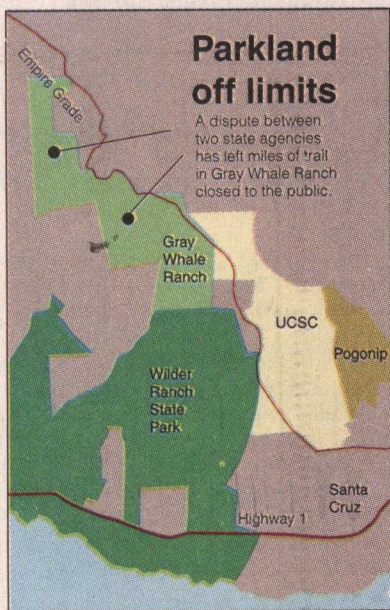 Parkland
off limits
Empire Grade
A dispute between
two state agencies
has left miles of trail
in Gray Whale Ranch
closed to the public.
Gray
Whale
Ranch
UCSC
Pogonip
Wilder
Ranch
State
Park
Santa
Cruz
Highway 1